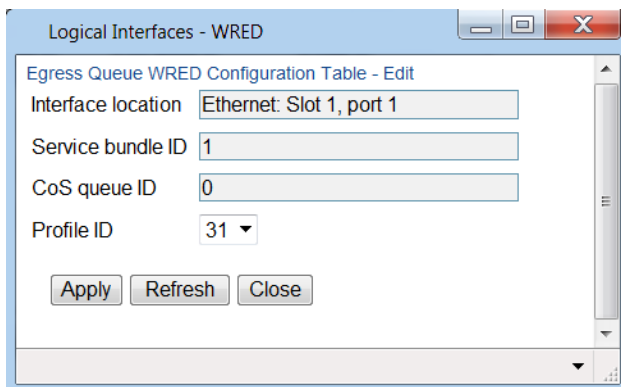 Logical Interfaces - WRED
Egress Queue WRED Configuration Table - Edit
Interface location Ethernet: Slot 1, port 1
Service bundle ID 1
CoS queue ID 0
Profile ID 31
Apply Refresh Close